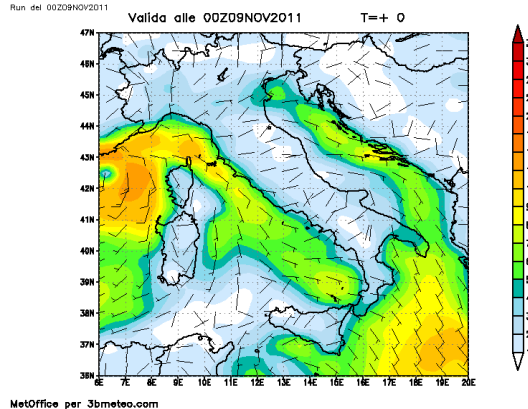 Run del 00Z09NOV2011
Valida alle 00Z09NOV2011 T=+ 0
47N
46N
45N
44N
43N
42N
41N
40N
39N
38N
37N
36N
35N
6E 7E 8E 9E 10E 11E 12E 13E 14E 15E 16E 17E 18E 19E 20E
MetOffice per 3bmeteo.com